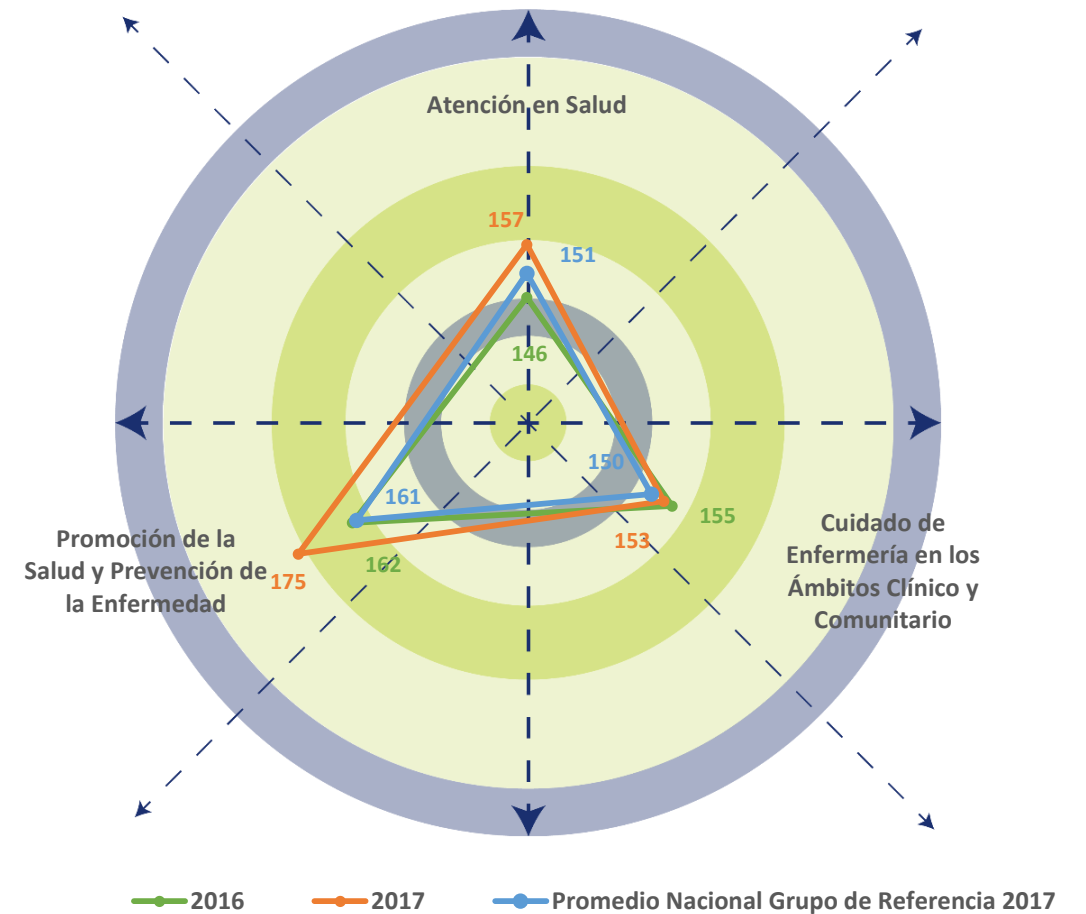 Atención en Salud
157
151
146
150
161
155
153
162
175
Promoción de la
Salud y Prevención de
la Enfermedad
Cuidado de
Enfermería en los
Ámbitos Clínico y
Comunitario
2016
2017
Promedio Nacional Grupo de Referencia 2017